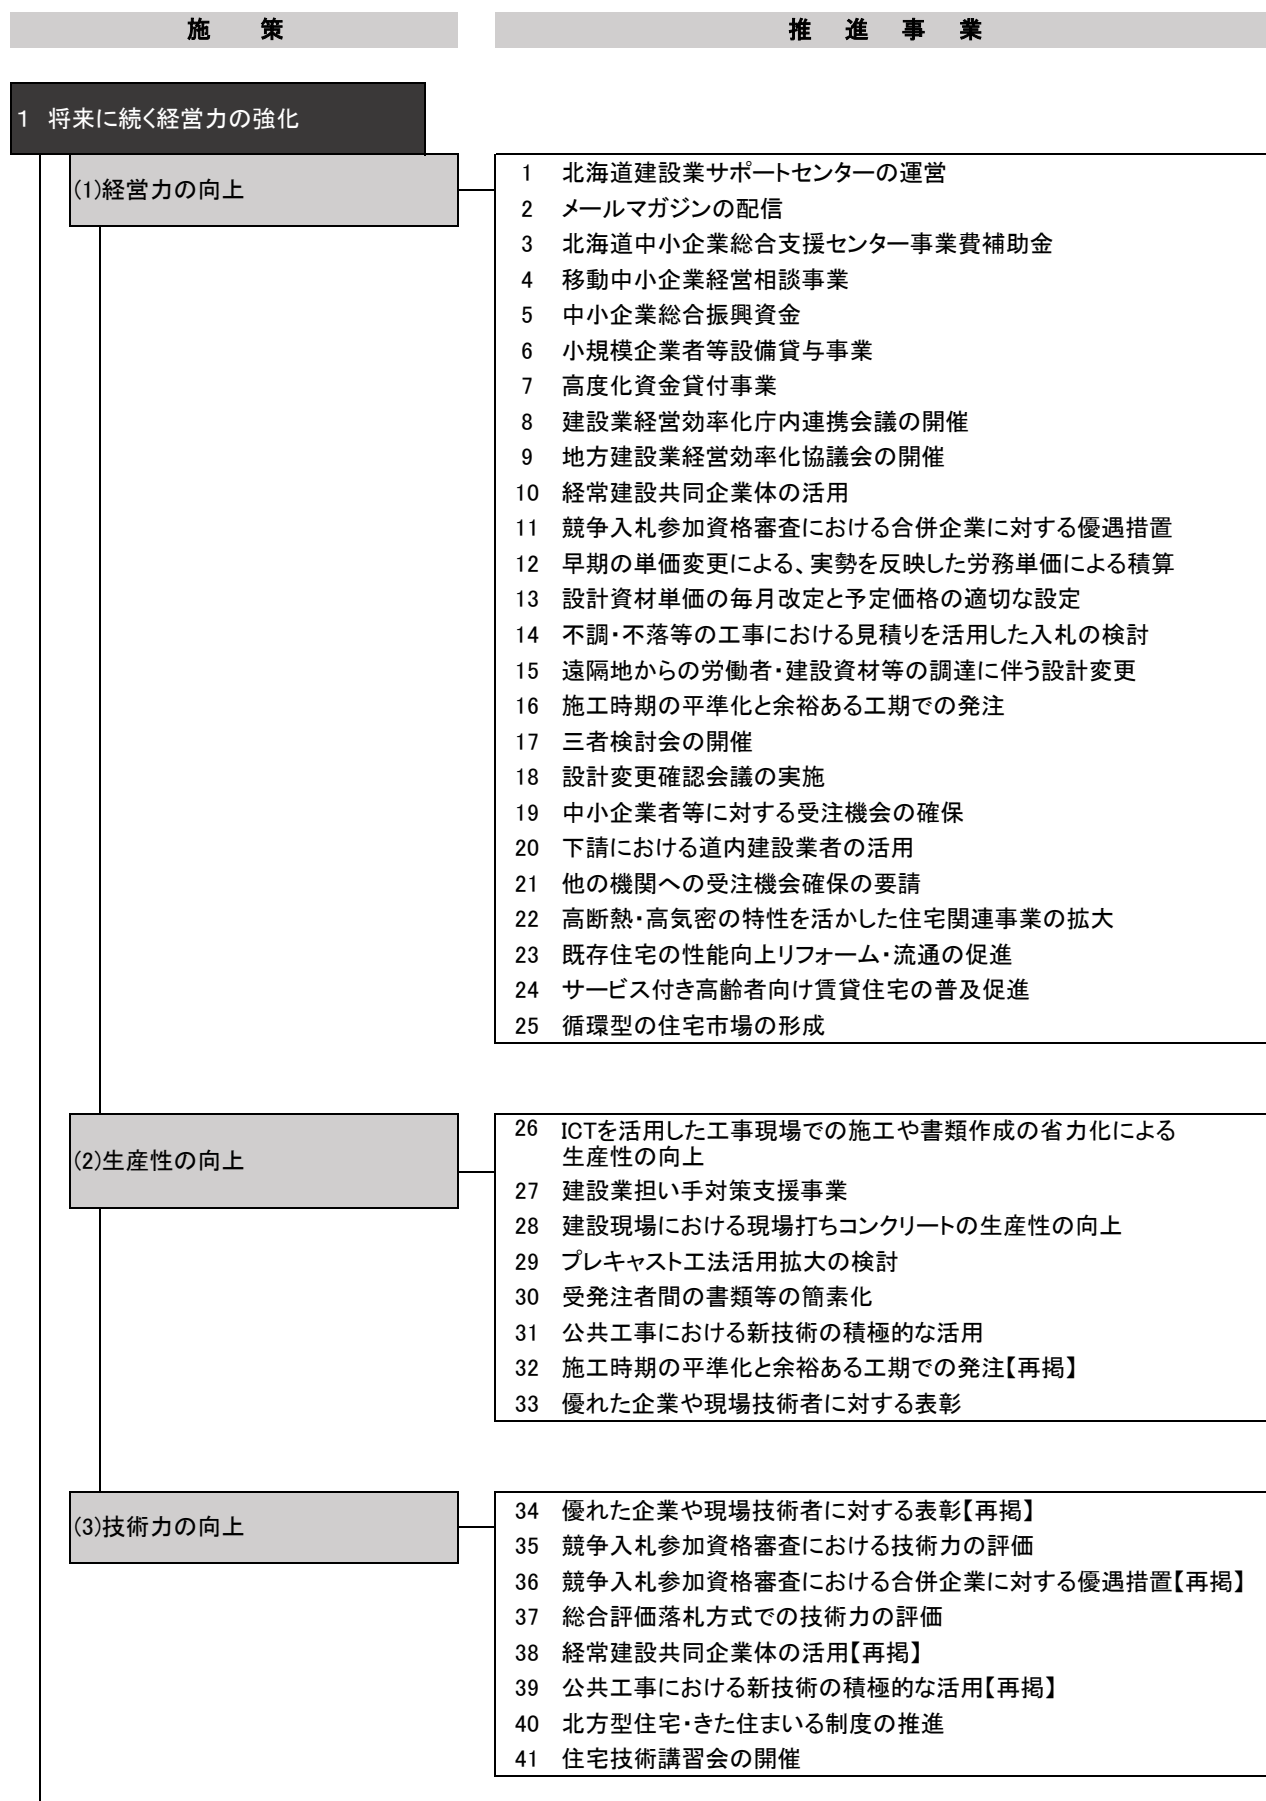 施策
推進事業
1 将来に続く経営力の強化
(1)経営力の向上
1 北海道建設業サポートセンターの運営
2 メールマガジンの配信
3 北海道中小企業総合支援センター事業費補助金
4 移動中小企業経営相談事業
5 中小企業総合振興資金
6 小規模企業者等設備貸与事業
7 高度化資金貸付事業
8 建設業経営効率化庁内連携会議の開催
9 地方建設業経営効率化協議会の開催
10 経常建設共同企業体の活用
11 競争入札参加資格審査における合併企業に対する優遇措置
12 早期の単価変更による、実勢を反映した労務単価による積算
13 設計資材単価の毎月改定と予定価格の適切な設定
14 不調・不落等の工事における見積りを活用した入札の検討
15 遠隔地からの労働者・建設資材等の調達に伴う設計変更
16 施工時期の平準化と余裕ある工期での発注
17 三者検討会の開催
18 設計変更確認会議の実施
19 中小企業者等に対する受注機会の確保
20 下請における道内建設業者の活用
21 他の機関への受注機会確保の要請
22 高断熱・高気密の特性を活かした住宅関連事業の拡大
23 既存住宅の性能向上リフォーム・流通の促進
24 サービス付き高齢者向け賃貸住宅の普及促進
25 循環型の住宅市場の形成
(2)生産性の向上
26 ICTを活用した工事現場での施工や書類作成の省力化による
生産性の向上
27 建設業担い手対策支援事業
28 建設現場における現場打ちコンクリートの生産性の向上
29 プレキャスト工法活用拡大の検討
30 受発注者間の書類等の簡素化
31 公共工事における新技術の積極的な活用
32 施工時期の平準化と余裕ある工期での発注【再掲】
33 優れた企業や現場技術者に対する表彰
(3)技術力の向上
34 優れた企業や現場技術者に対する表彰【再掲】
35 競争入札参加資格審査における技術力の評価
36 競争入札参加資格審査における合併企業に対する優遇措置【再掲】
37 総合評価落札方式での技術力の評価
38 経常建設共同企業体の活用【再掲】
39 公共工事における新技術の積極的な活用【再掲】
40 北方型住宅・きた住まいる制度の推進
41 住宅技術講習会の開催